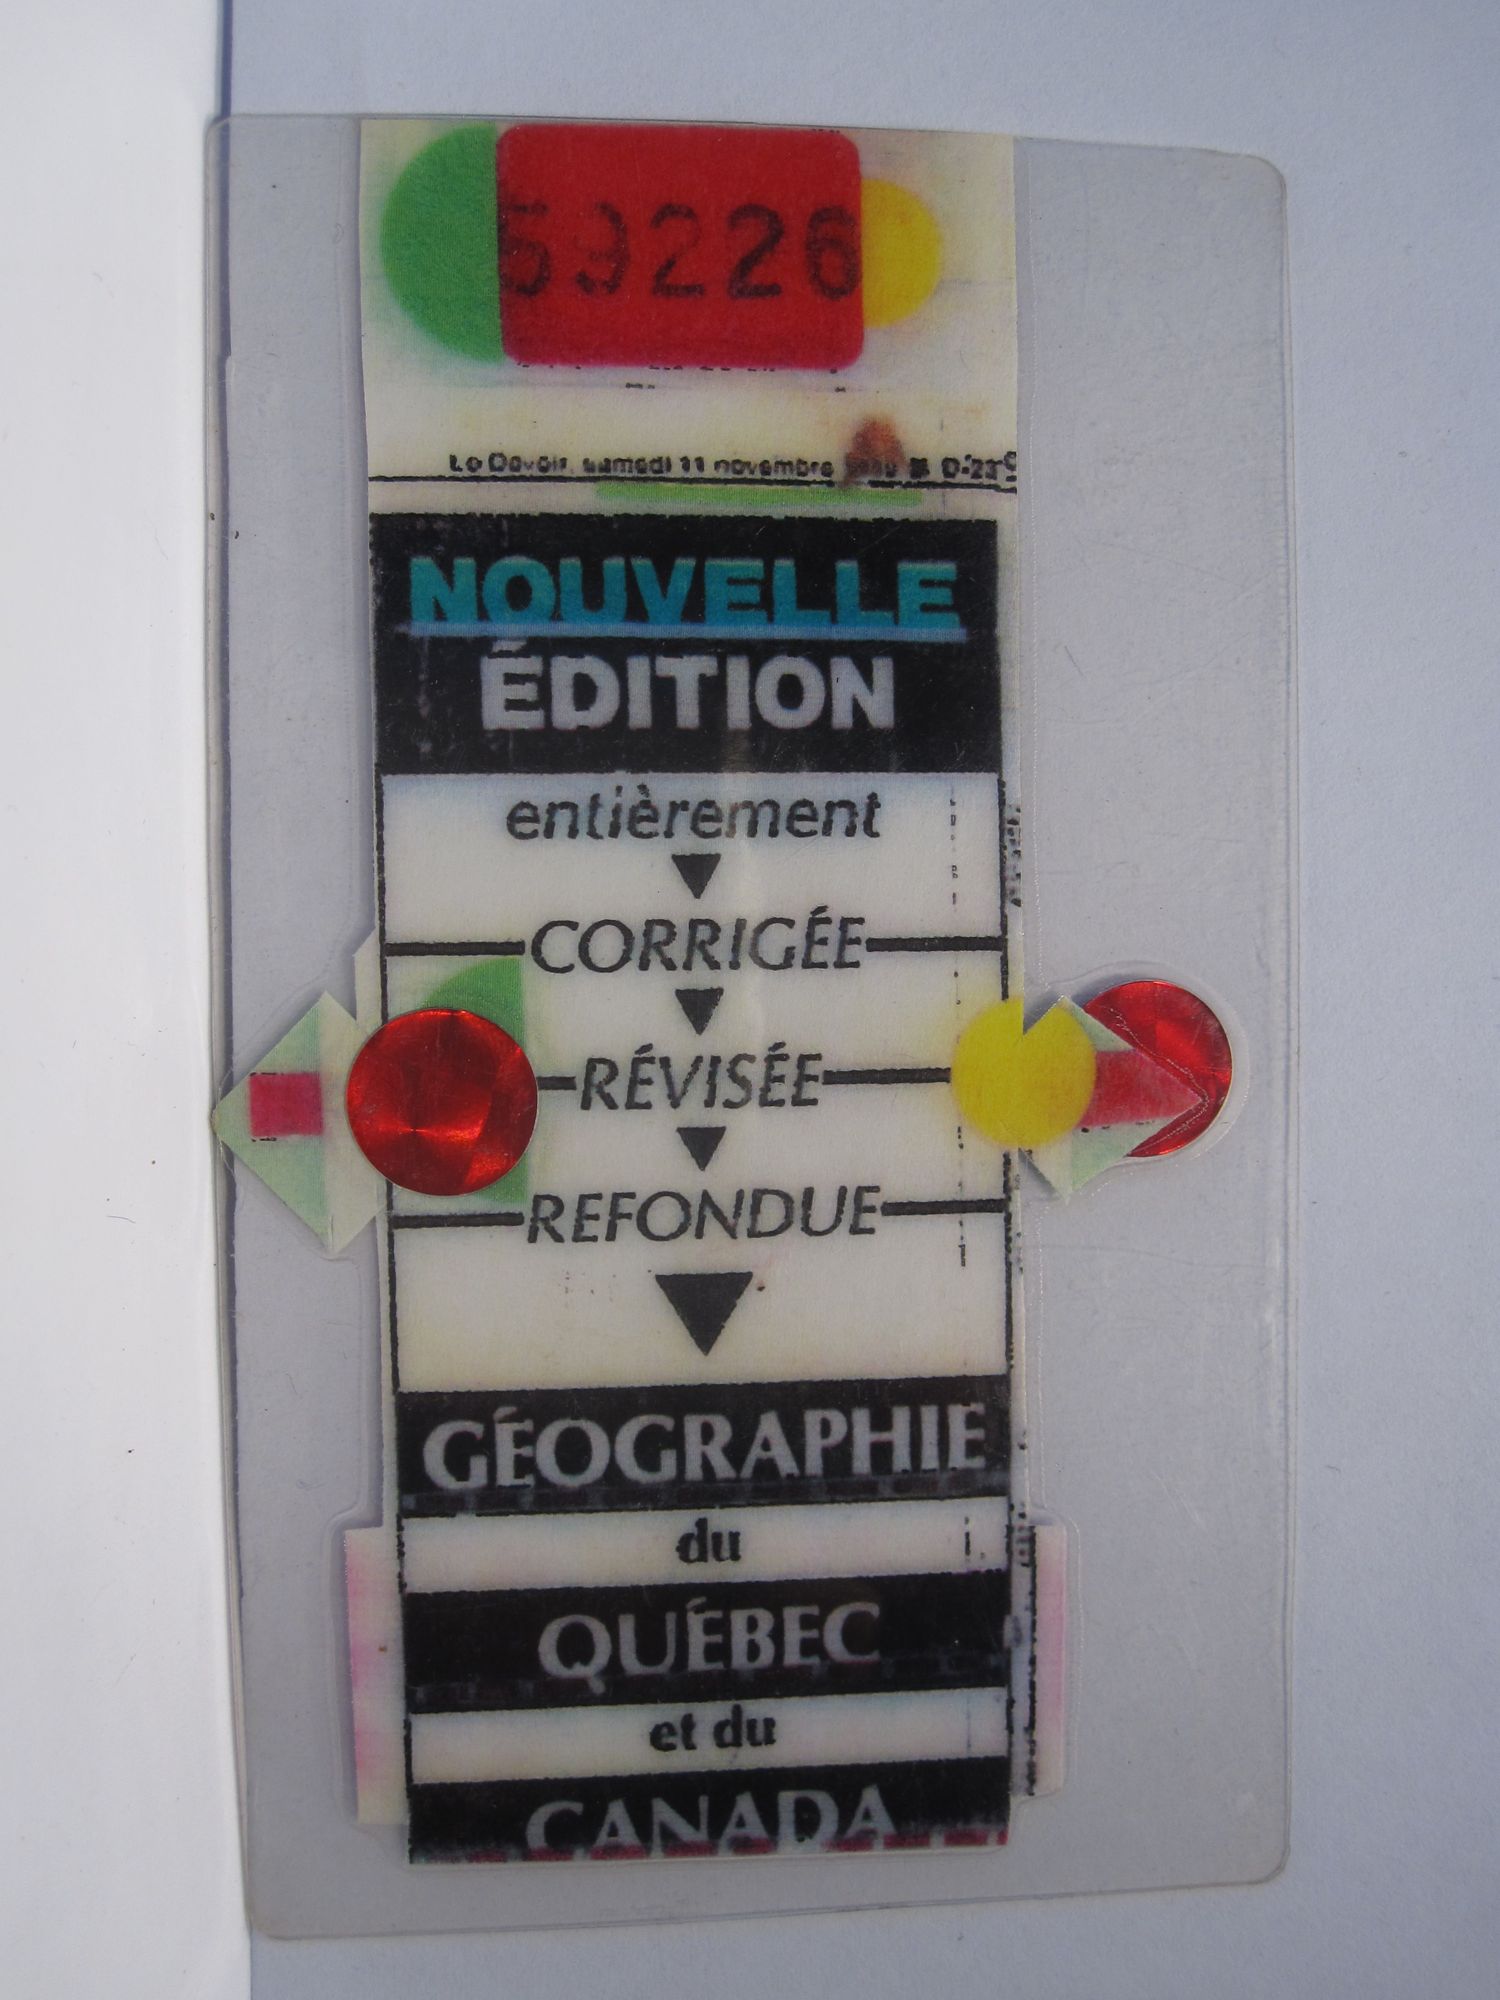 59226
Le Devoir, samedi 11 novembre
NOUVELLE
ÉDITION
entièrement
CORRIGÉE
RÉVISÉE
REFONDUE
GÉOGRAPHIE
du
QUÉBEC
et du
CANADA